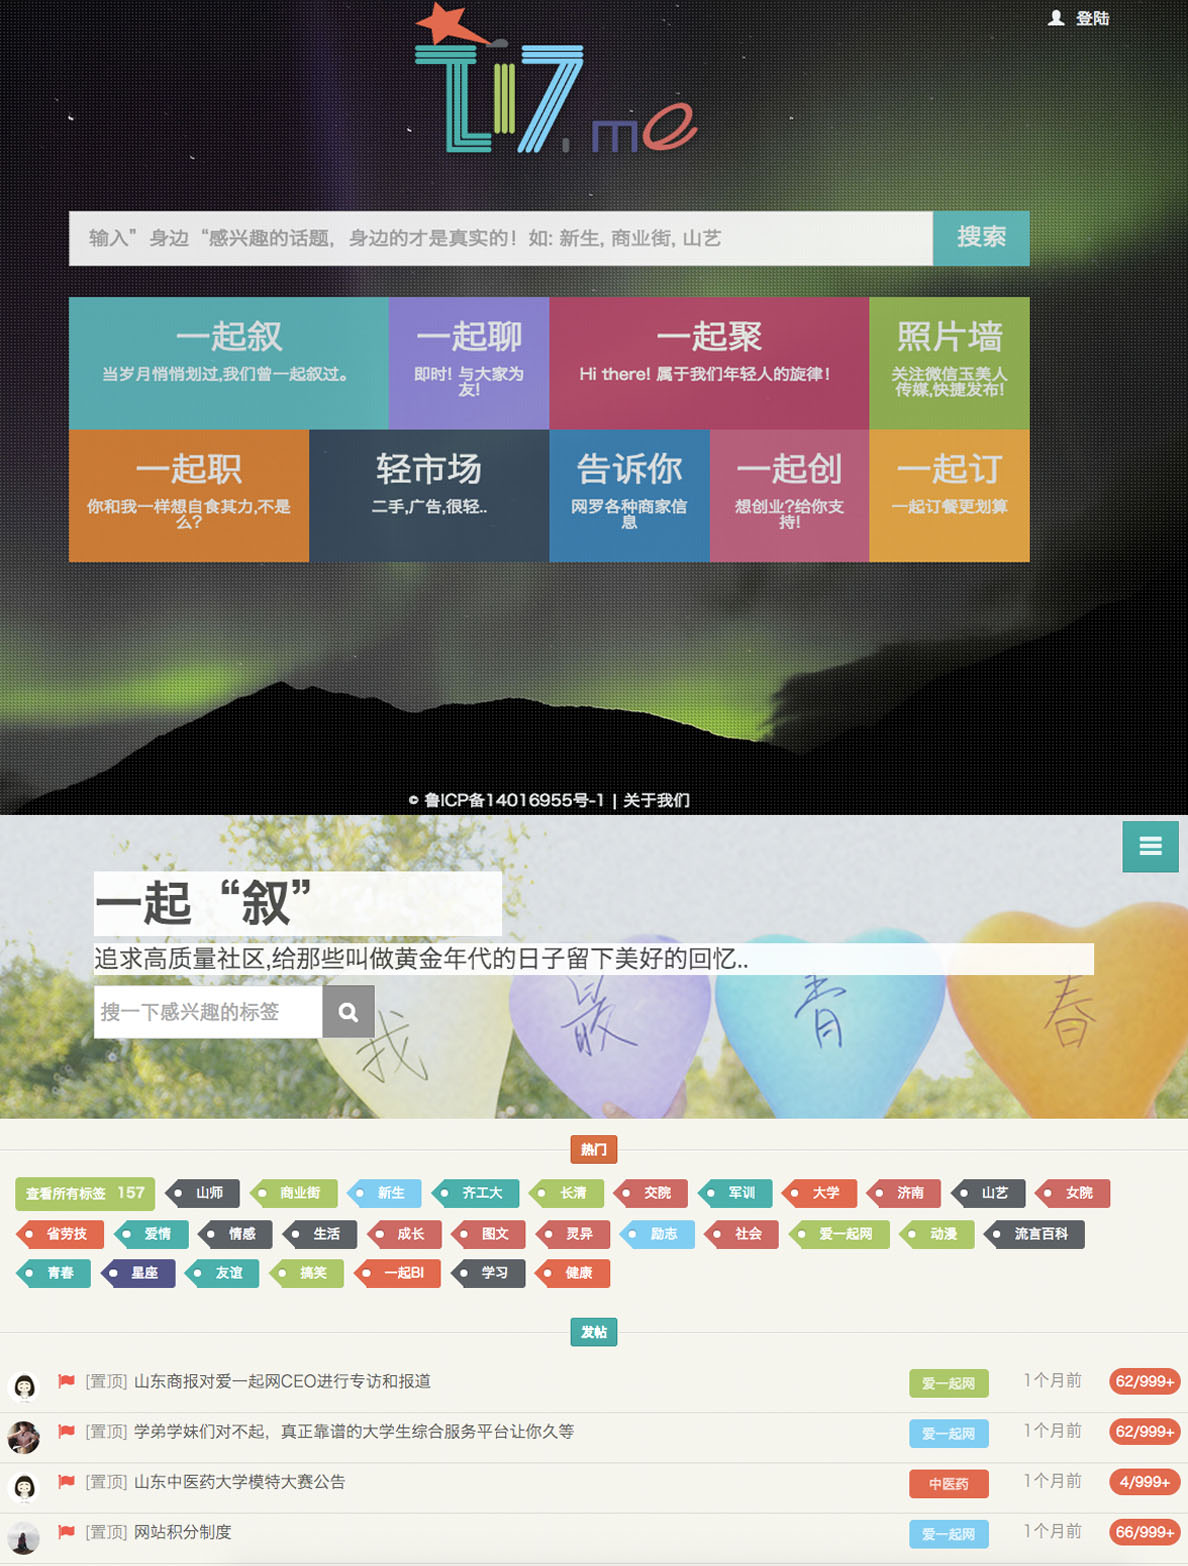 登陆
Li7.me
输入”身边“感兴趣的话题，身边的才是真实的！如: 新生, 商业街, 山艺
搜索
一起叙
当岁月悄悄划过,我们曾一起叙过。
一起聊
即时! 与大家为
友!
一起聚
Hi there! 属于我们年轻人的旋律!
照片墙
关注微信玉美人
传媒,快捷发布!
一起职
你和我一样想自食其力,不是
么?
轻市场
二手,广告,很轻..
告诉你
网罗各种商家信
息
一起创
想创业?给你支
持!
一起订
一起订餐更划算
© 鲁ICP备14016955号-1 | 关于我们
一起“叙”
追求高质量社区,给那些叫做黄金年代的日子留下美好的回忆..
搜一下感兴趣的标签
我 最 青 春
热门
查看所有标签 157 山师 商业街 新生 齐工大 长清 交院 军训 大学 济南 山艺 女院
省劳技 爱情 情感 生活 成长 图文 灵异 励志 社会 爱一起网 动漫 流言百科
青春 星座 友谊 搞笑 一起BI 学习 健康
发帖
[置顶] 山东商报对爱一起网CEO进行专访和报道 爱一起网 1个月前 62/999+
[置顶] 学弟学妹们对不起，真正靠谱的大学生综合服务平台让你久等 爱一起网 1个月前 62/999+
[置顶] 山东中医药大学模特大赛公告 中医药 1个月前 4/999+
[置顶] 网站积分制度 爱一起网 1个月前 66/999+